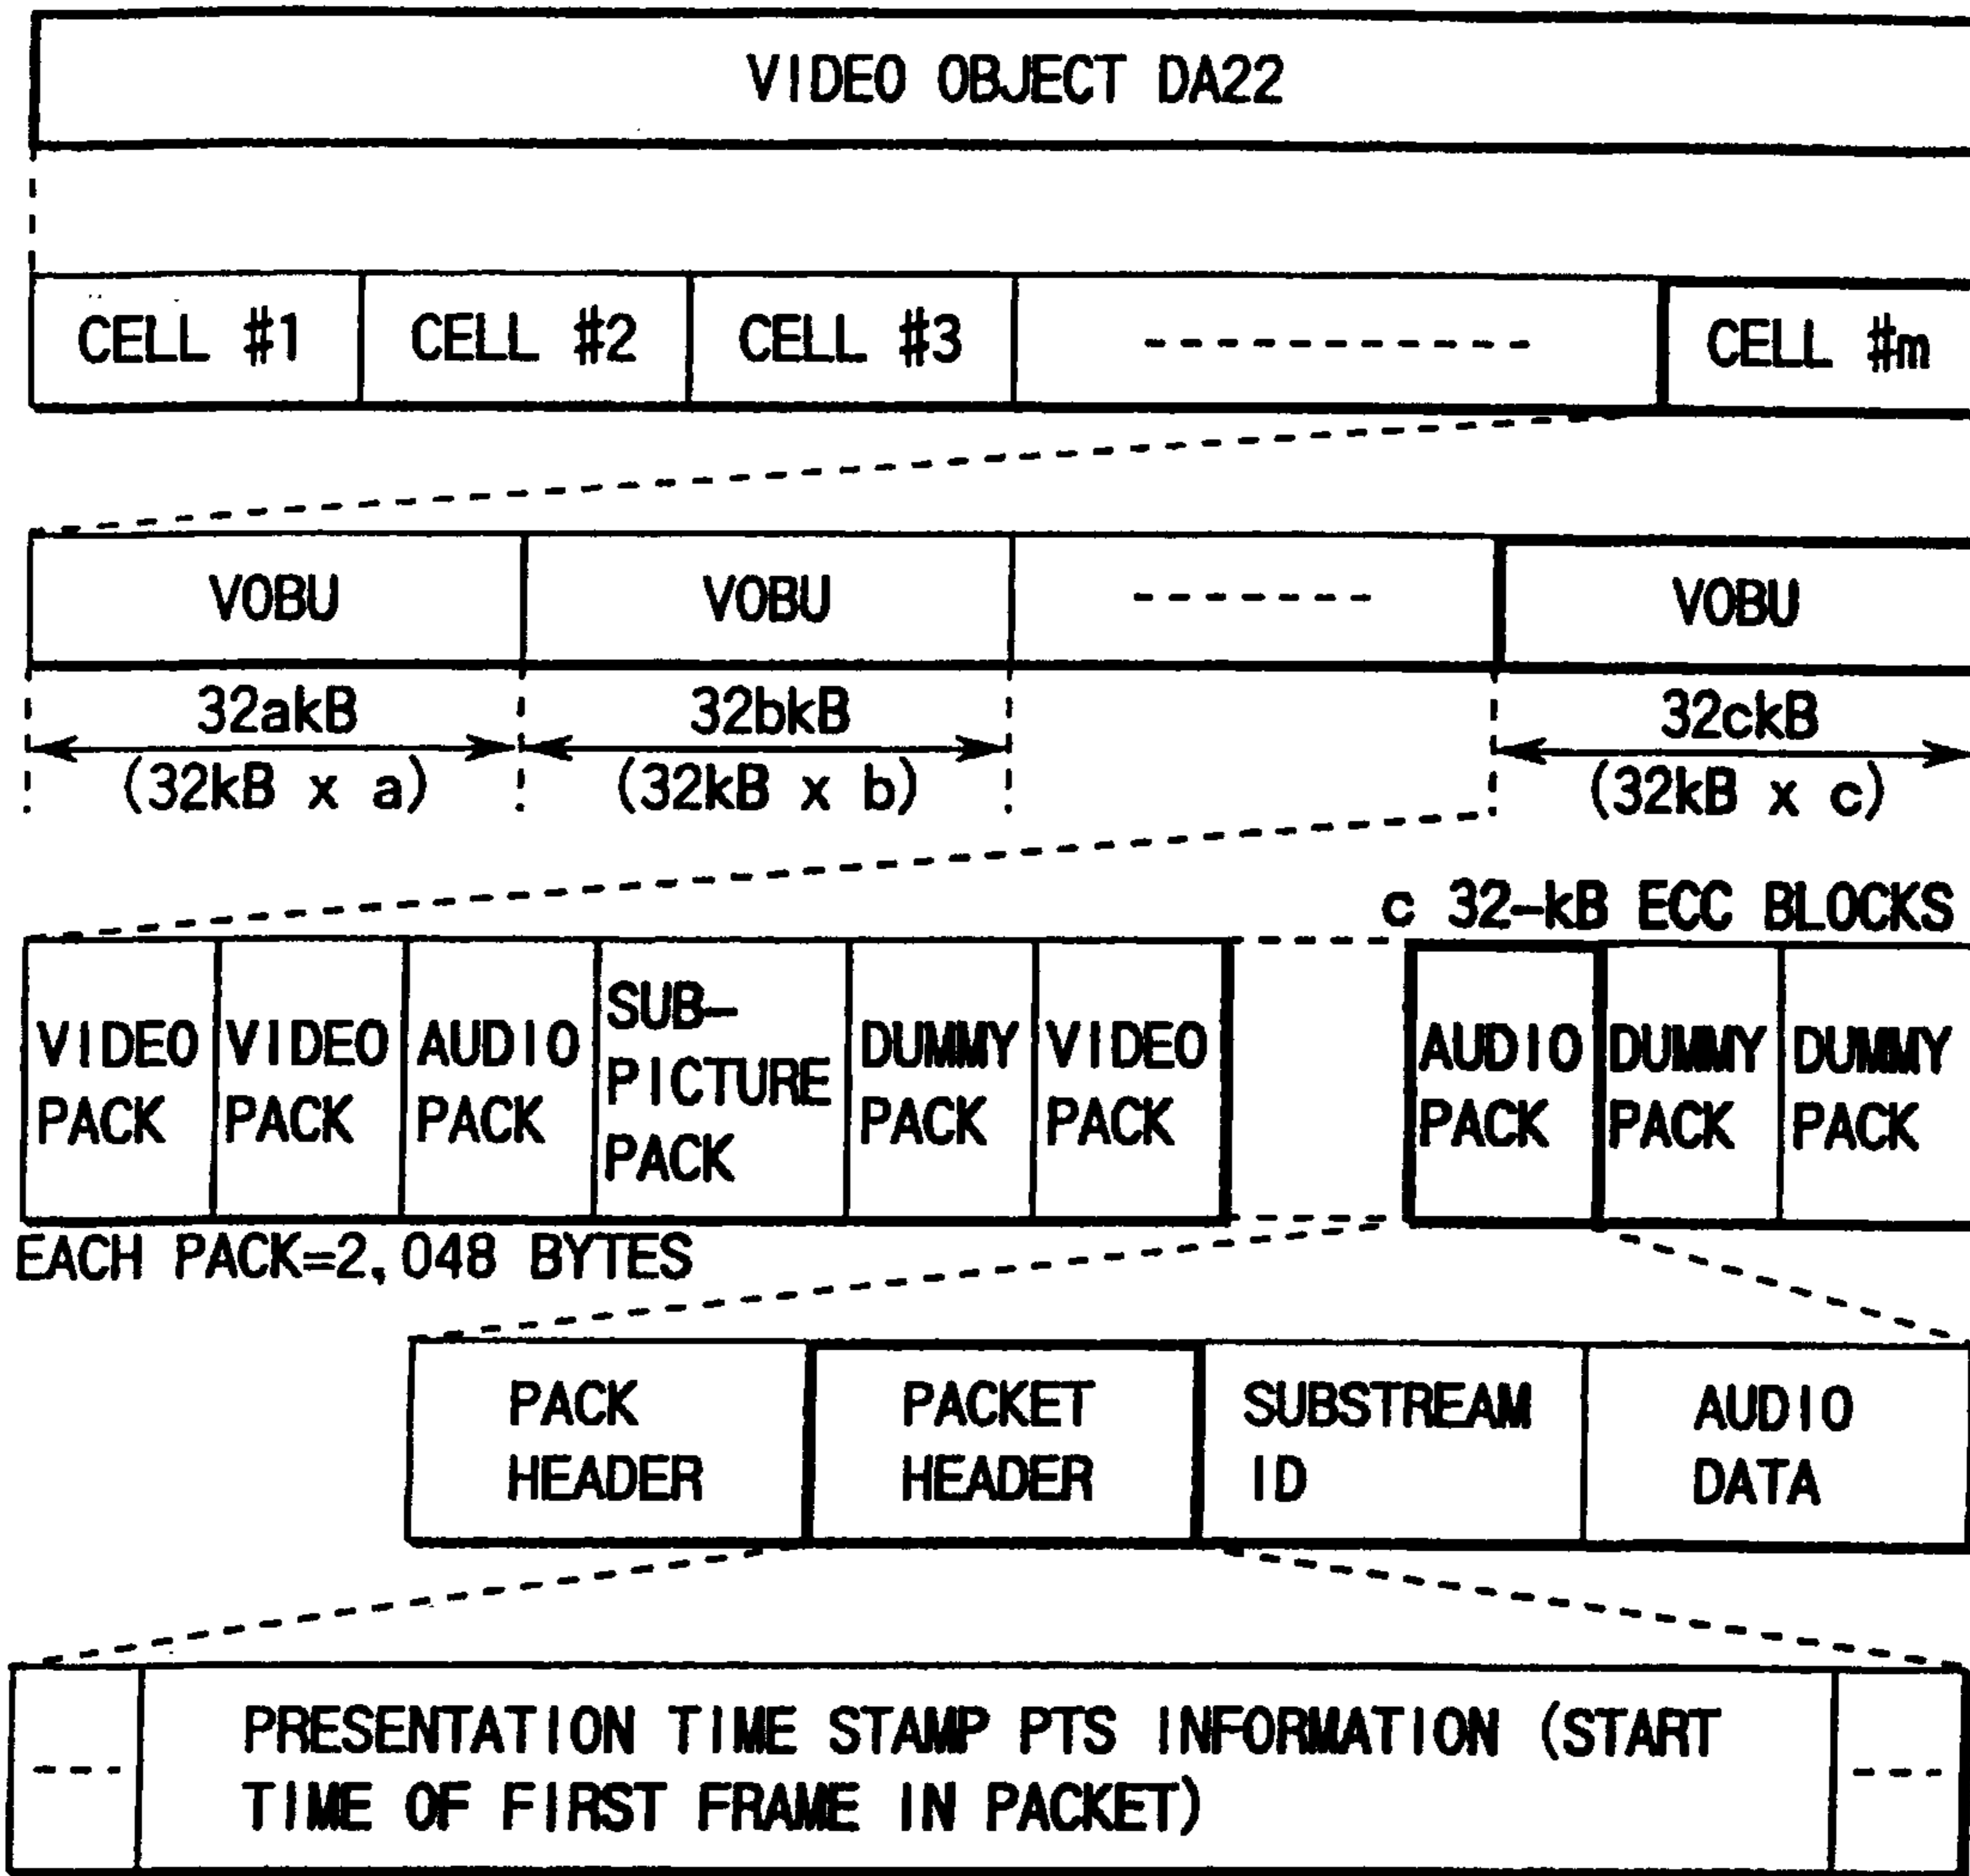 VIDEO OBJECT DA22
CELL #1
CELL #2
CELL #3
------------
CELL #m
VOBU
VOBU
--------
VOBU
32akB
(32kB x a)
32bkB
(32kB x b)
32ckB
(32kB x c)
c 32-kB ECC BLOCKS
VIDEO
PACK
VIDEO
PACK
AUDIO
PACK
SUB-
PICTURE
PACK
DUMMY
PACK
VIDEO
PACK
AUDIO
PACK
DUMMY
PACK
DUMMY
PACK
EACH PACK=2,048 BYTES
PACK
HEADER
PACKET
HEADER
SUBSTREAM
ID
AUDIO
DATA
---
PRESENTATION TIME STAMP PTS INFORMATION (START
TIME OF FIRST FRAME IN PACKET)
---